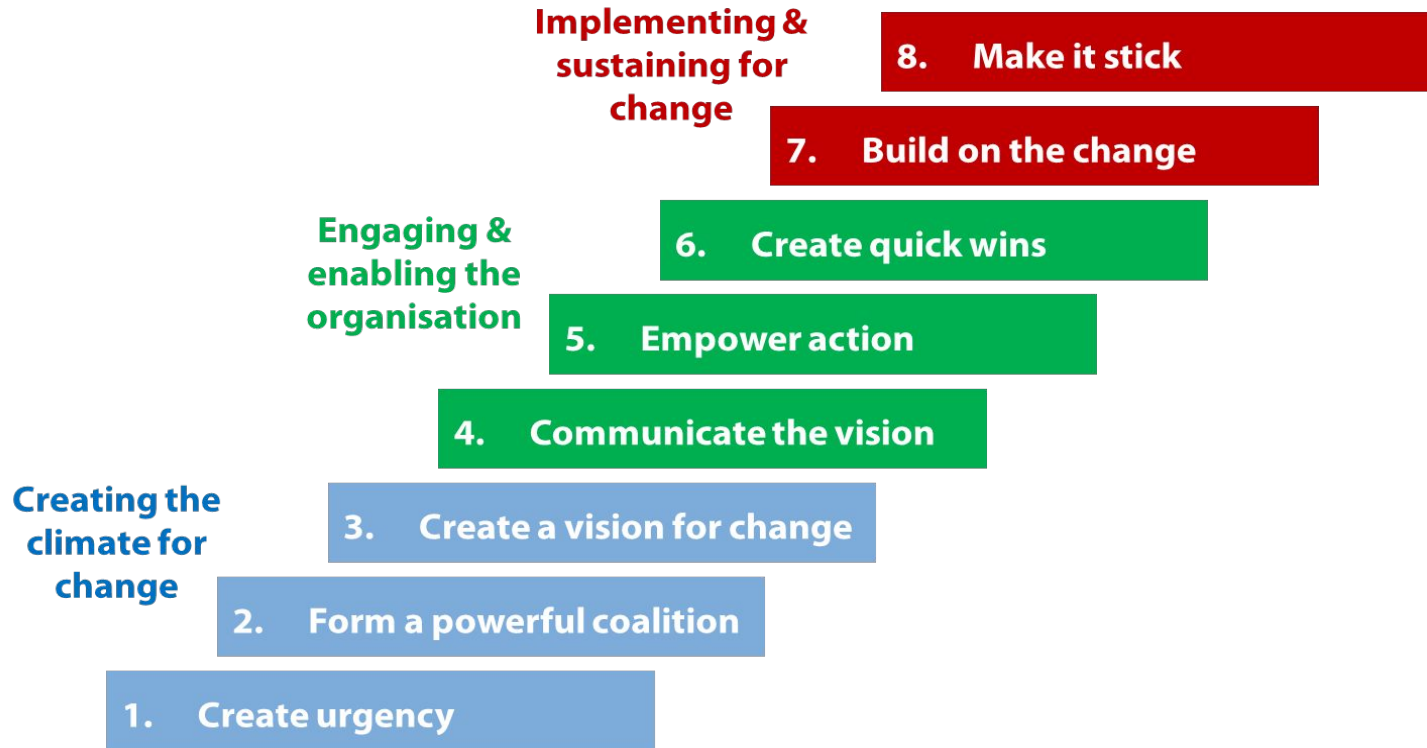 Implementing &
sustaining for
change
8. Make it stick
7. Build on the change
Engaging &
enabling the
organisation
6. Create quick wins
5. Empower action
4. Communicate the vision
Creating the
climate for
change
3. Create a vision for change
2. Form a powerful coalition
1. Create urgency